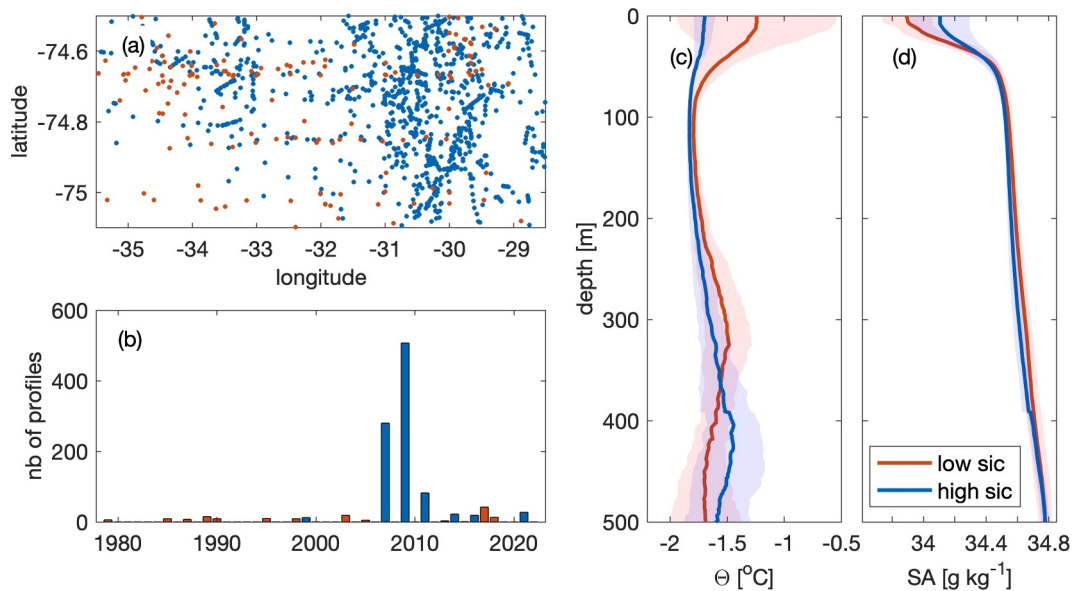 (a)
-74.6
-74.8
-75
latitude
-35 -34 -33 -32 -31 -30 -29
longitude
(b)
600
400
200
0
nb of profiles
1980 1990 2000 2010 2020
(c)
0
100
200
300
400
500
depth [m]
-2 -1.5 -1 -0.5
Θ [°C]
(d)
low sic
high sic
34 34.4 34.8
SA [g kg⁻¹]